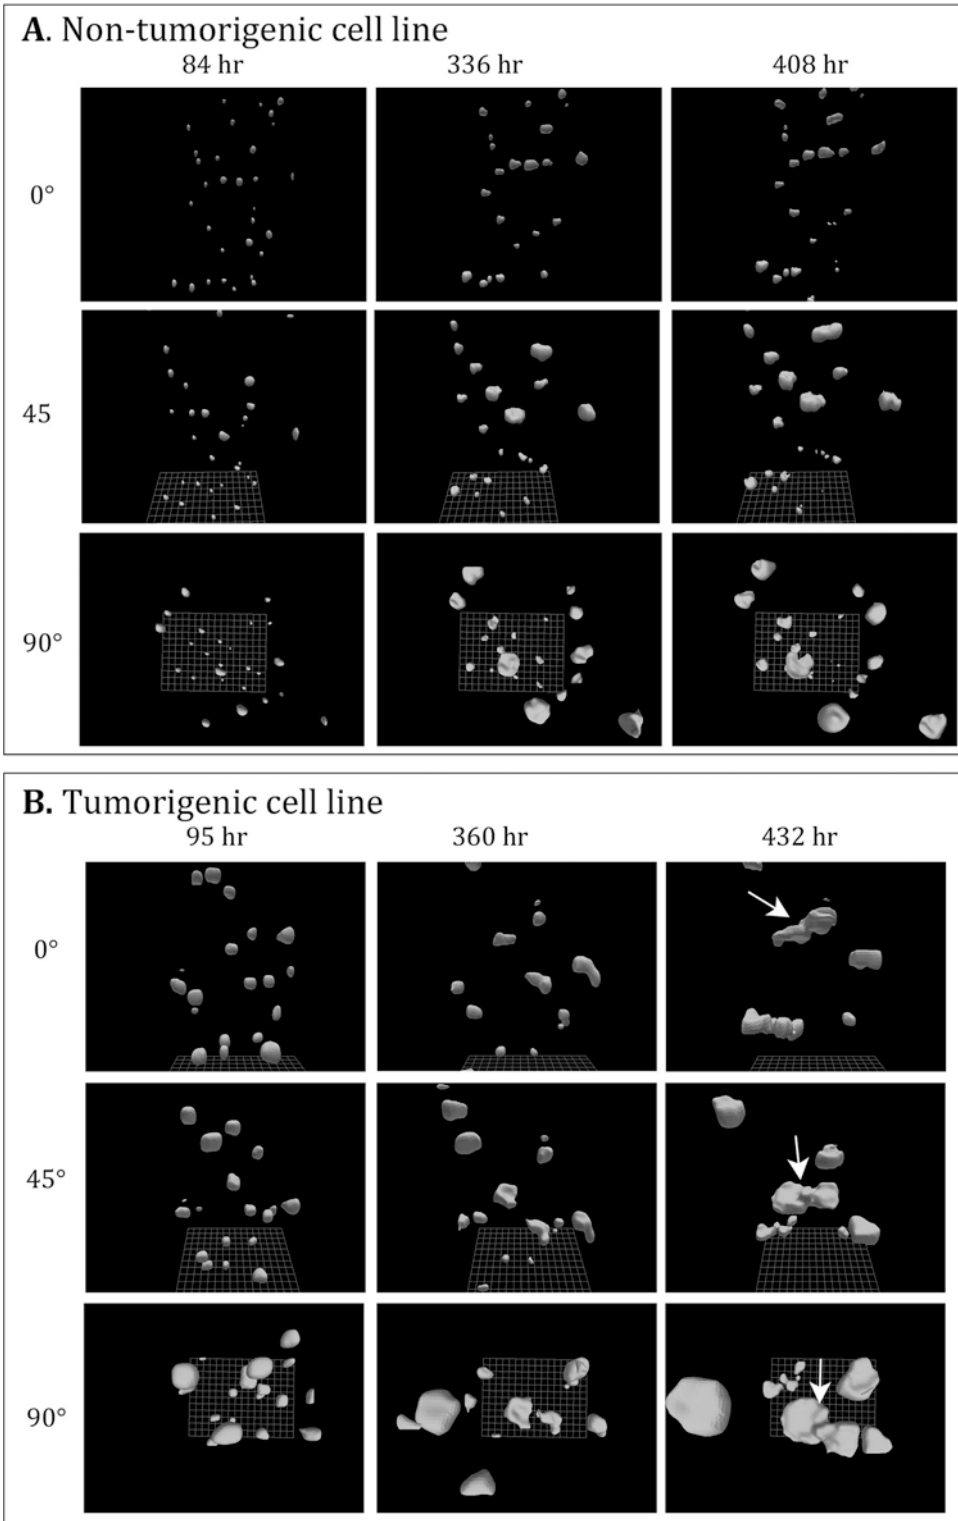 A. Non-tumorigenic cell line
84 hr 336 hr 408 hr
0°
45
90°
B. Tumorigenic cell line
95 hr 360 hr 432 hr
0°
45°
90°